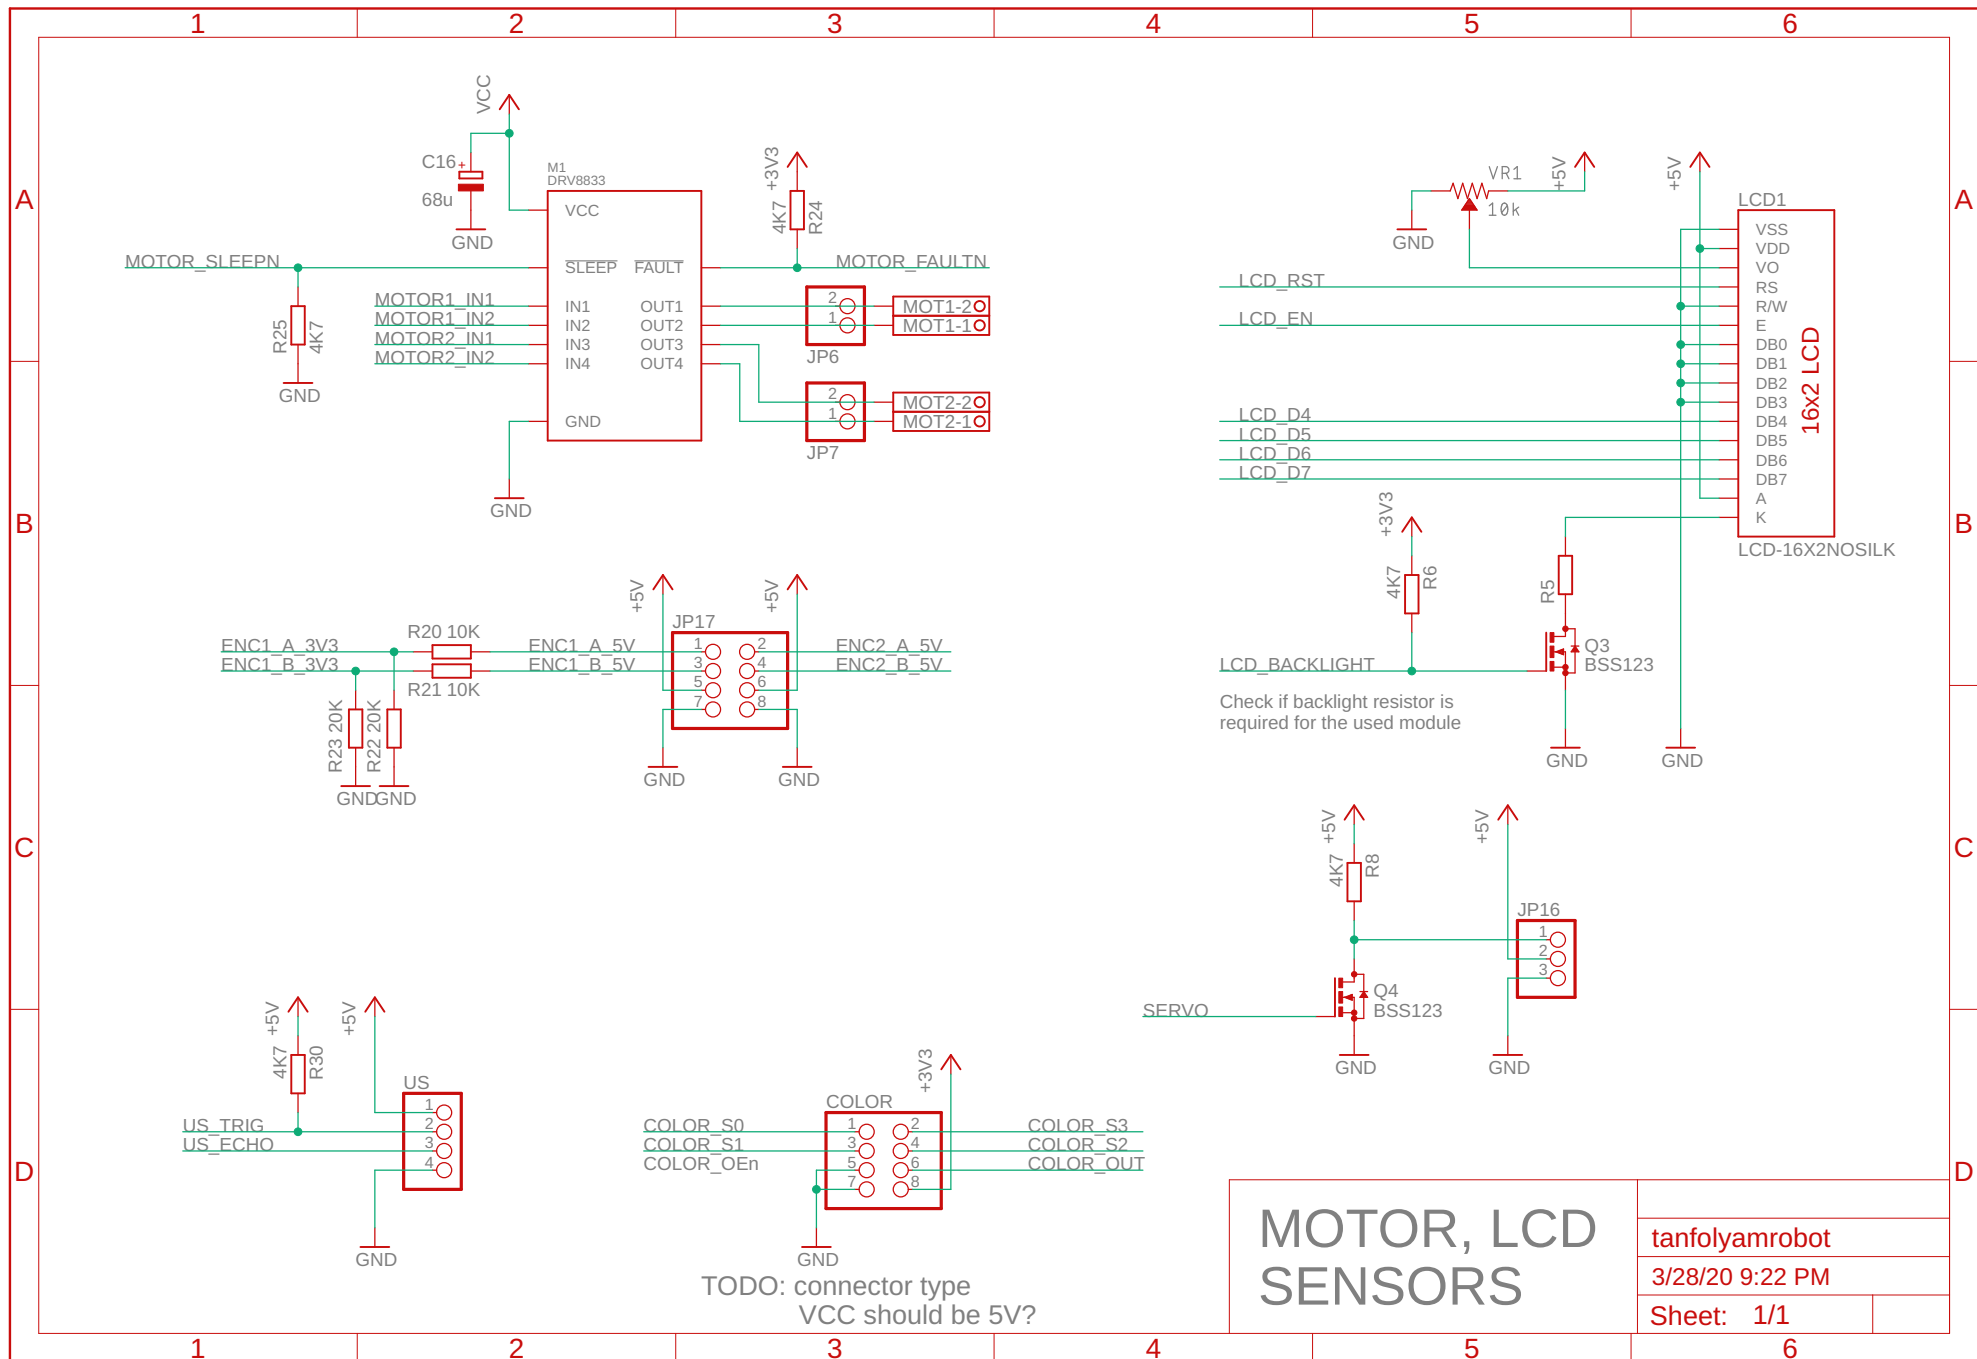 1 2 3 4 5 6
A
A
VCC
C16
+
68u
GND
M1
DRV8833
VCC
SLEEP FAULT
IN1 OUT1
IN2 OUT2
IN3 OUT3
IN4 OUT4
GND
GND
MOTOR_SLEEPN
R25
4K7
GND
MOTOR1_IN1
MOTOR1_IN2
MOTOR2_IN1
MOTOR2_IN2
+3V3
4K7
R24
MOTOR_FAULTN
2
1
JP6
MOT1-2
MOT1-1
2
1
JP7
MOT2-2
MOT2-1
VR1
10k
+5V
GND
+5V
LCD1
VSS
VDD
VO
RS
R/W
E
DB0
DB1
DB2
DB3
DB4
DB5
DB6
DB7
A
K
16x2 LCD
LCD-16X2NOSILK
LCD_RST
LCD_EN
LCD_D4
LCD_D5
LCD_D6
LCD_D7
B
B
+3V3
4K7
R6
R5
Q3
BSS123
LCD_BACKLIGHT
Check if backlight resistor is
required for the used module
GND
GND
ENC1_A_3V3
ENC1_B_3V3
R20 10K
R21 10K
R23 20K
R22 20K
GND
GND
ENC1_A_5V
ENC1_B_5V
+5V
+5V
JP17
1 2
3 4
5 6
7 8
ENC2_A_5V
ENC2_B_5V
GND
GND
C
C
+5V
4K7
R8
+5V
JP16
1
2
3
Q4
BSS123
SERVO
GND
GND
+5V
4K7
R30
+5V
US
1
2
3
4
US_TRIG
US_ECHO
GND
+3V3
COLOR
1 2
3 4
5 6
7 8
COLOR_S0
COLOR_S1
COLOR_OEn
COLOR_S3
COLOR_S2
COLOR_OUT
GND
D
D
TODO: connector type
VCC should be 5V?
MOTOR, LCD
SENSORS
tanfolyamrobot
3/28/20 9:22 PM
Sheet: 1/1
1 2 3 4 5 6